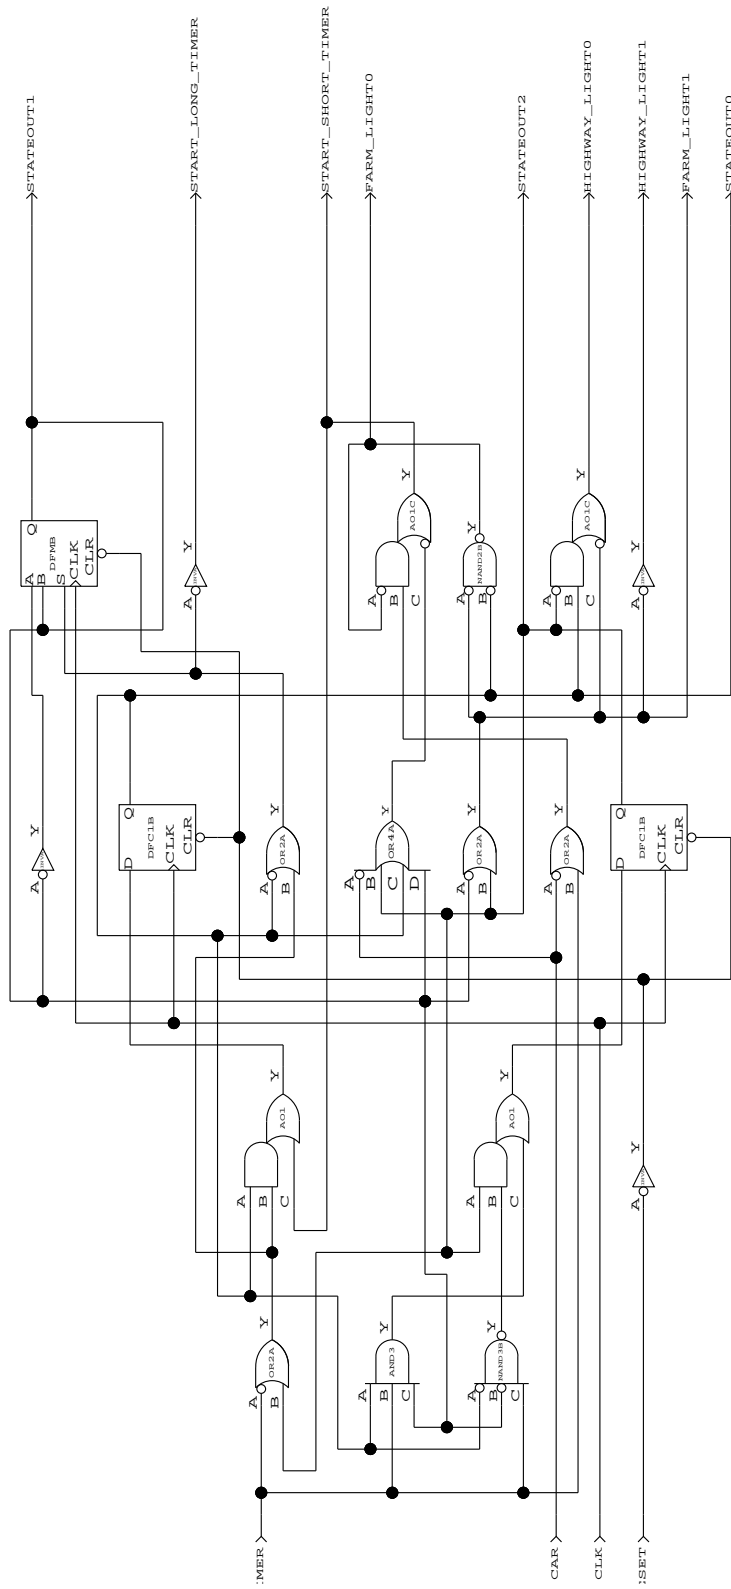 STATEOUT1
START_LONG_TIMER
START_SHORT_TIMER
FARM_LIGHT0
STATEOUT2
HIGHWAY_LIGHT0
HIGHWAY_LIGHT1
FARM_LIGHT1
STATEOUT0
Q
DFMB
A
B
S
CLK
CLR
Y
A
Y
AO1C
A
B
C
Y
NAND2B
A
B
Y
AO1C
A
B
C
Y
A
Y
A
Q
DFC1B
D
CLK
CLR
Y
OR2A
A
B
Y
OR4A
A
B
C
D
Y
OR2A
A
B
Y
OR2A
A
B
Q
DFC1B
D
CLK
CLR
Y
AO1
A
B
C
Y
AO1
A
B
C
Y
A
Y
OR2A
A
B
Y
AND3
A
B
C
Y
NAND3B
A
B
C
CAR
CLK